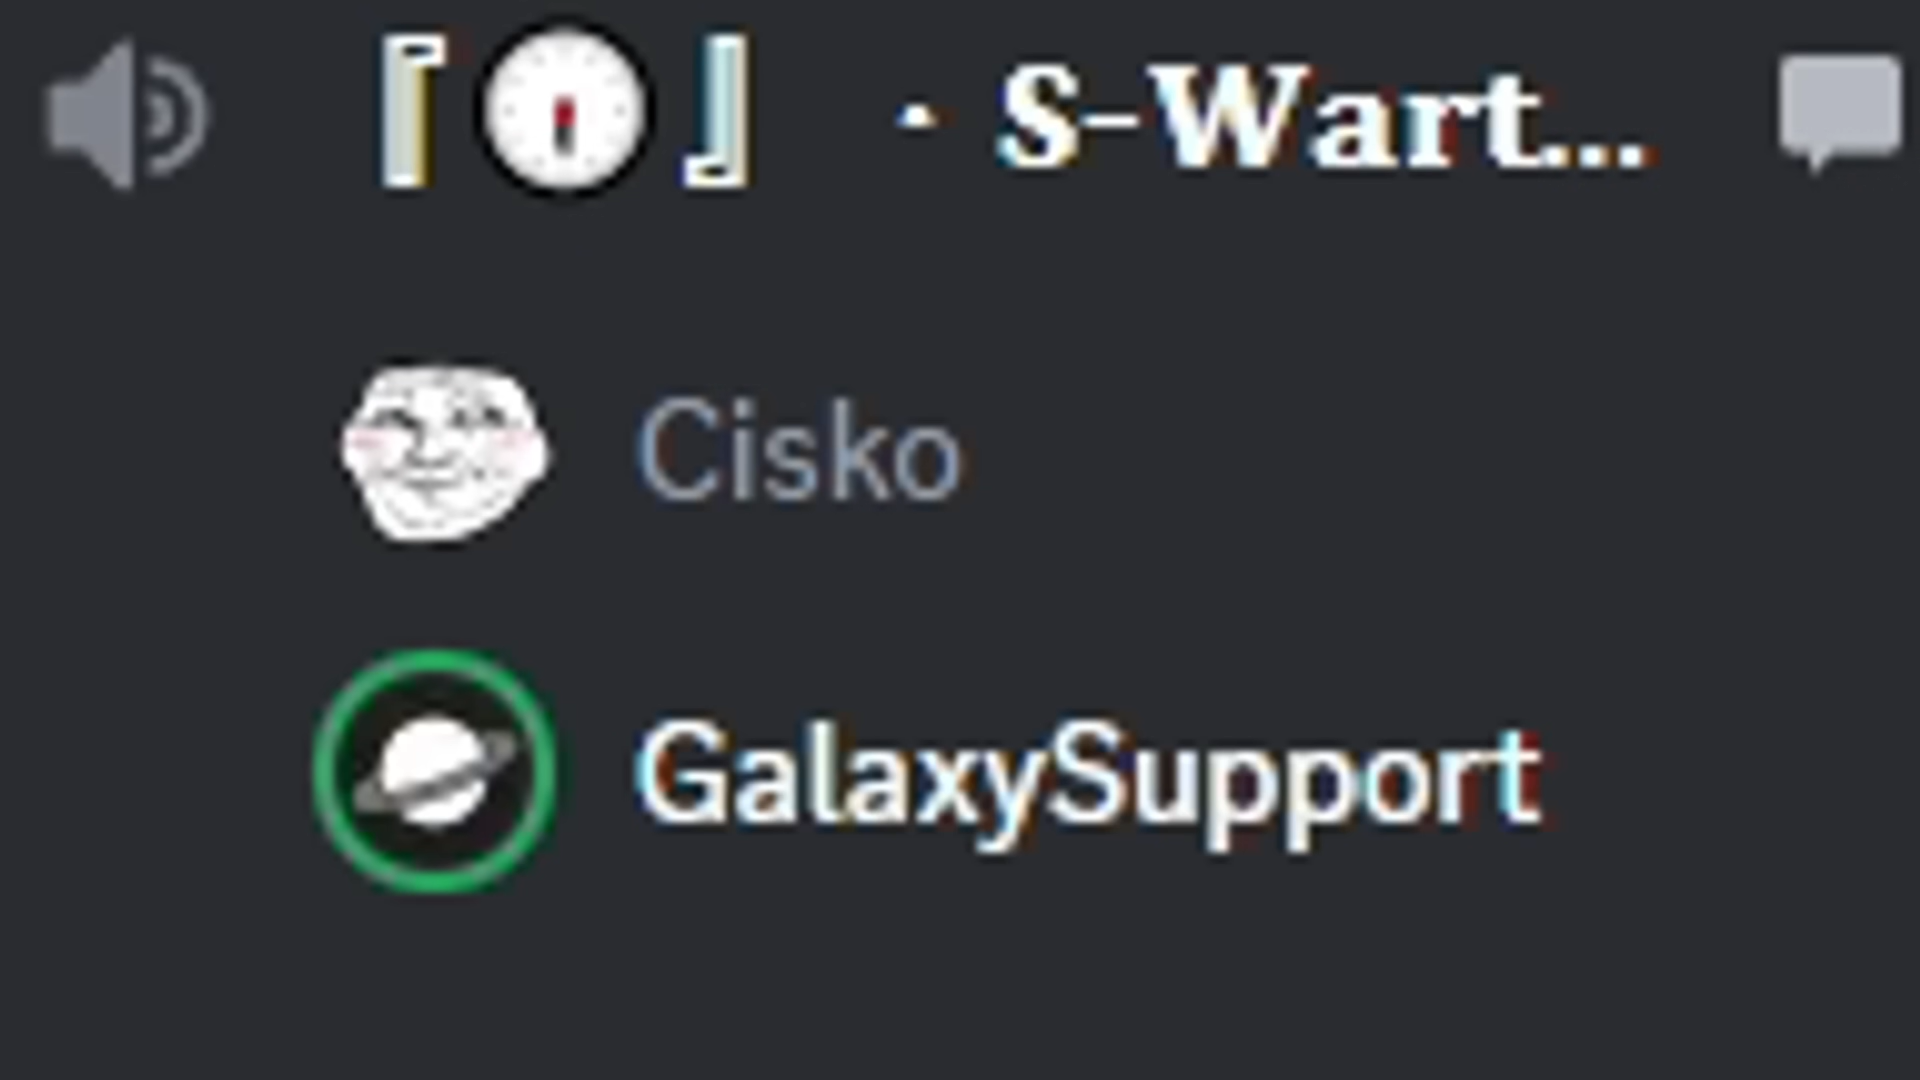 『🧭』 · S-Wart...
Cisko
GalaxySupport